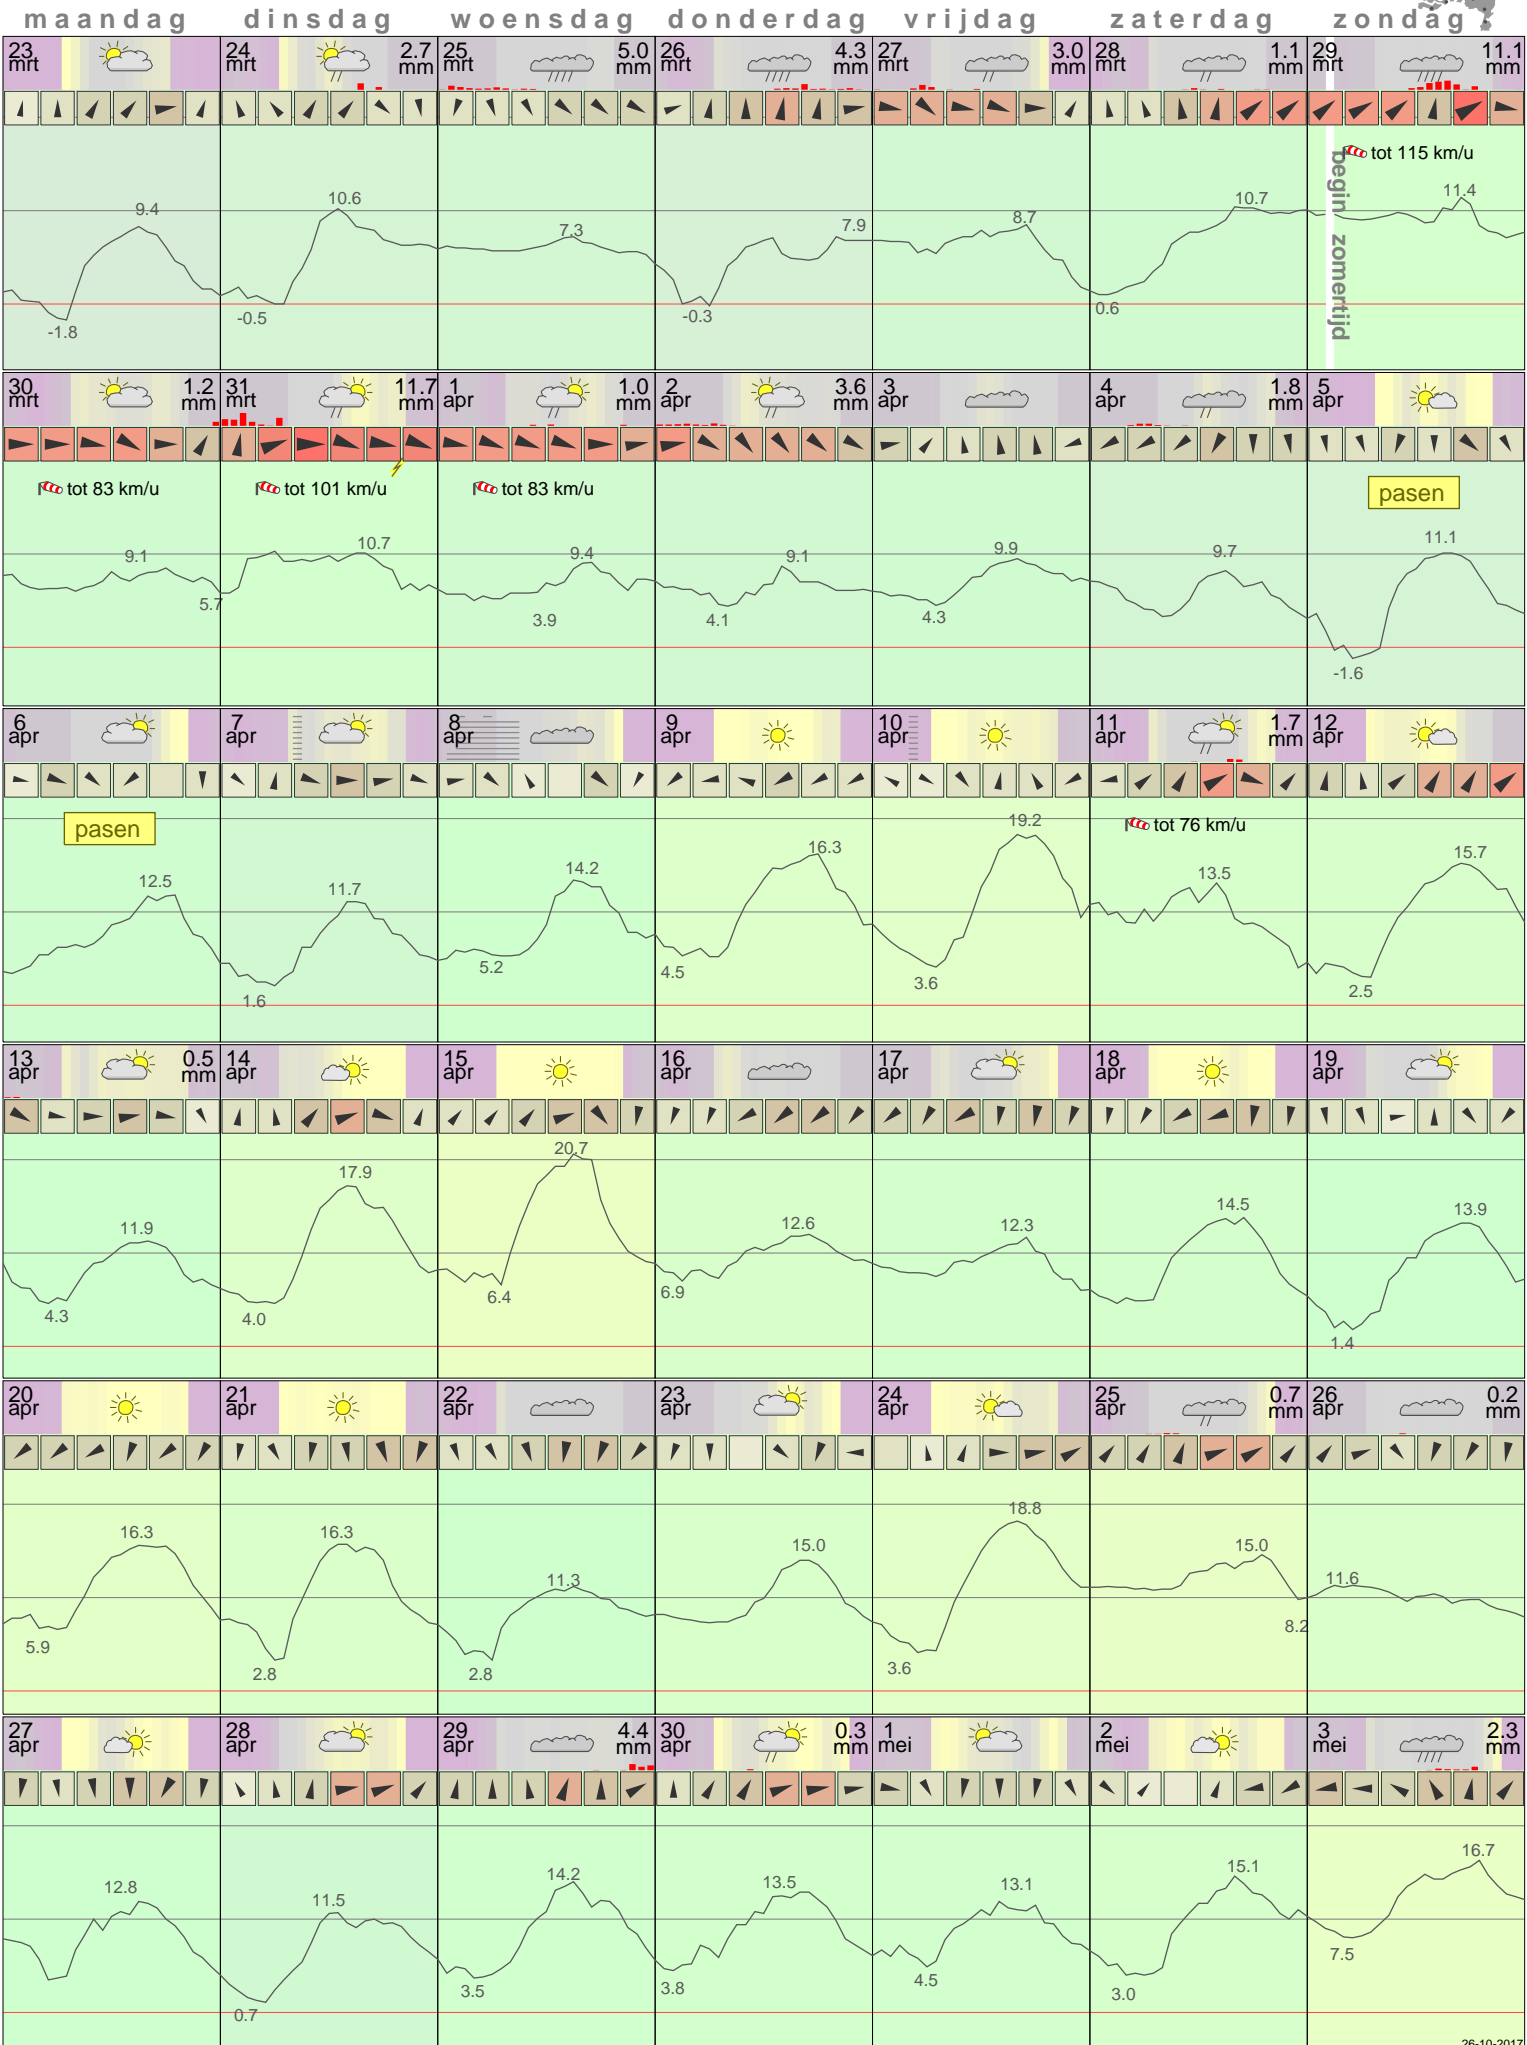 maandag dinsdag woensdag donderdag vrijdag zaterdag zondag
23 mrt
24 mrt 2.7 mm
25 mrt 5.0 mm
26 mrt 4.3 mm
27 mrt 3.0 mm
28 mrt 1.1 mm
29 mrt 11.1 mm
tot 115 km/u
begin zomertijd
9.4 10.6 7.3 7.9 8.7 10.7 11.4
-1.8 -0.5 -0.3 0.6
30 mrt 1.2 mm
31 mrt 11.7 mm
1 apr 1.0 mm
2 apr 3.6 mm
3 apr
4 apr 1.8 mm
5 apr
tot 83 km/u tot 101 km/u tot 83 km/u pasen
9.1 10.7 9.4 9.1 9.9 9.7 11.1
5.7 3.9 4.1 4.3 -1.6
6 apr
7 apr
8 apr
9 apr
10 apr
11 apr 1.7 mm
12 apr
pasen tot 76 km/u
12.5 11.7 14.2 16.3 19.2 13.5 15.7
1.6 5.2 4.5 3.6 2.5
13 apr 0.5 mm
14 apr
15 apr
16 apr
17 apr
18 apr
19 apr
11.9 17.9 20.7 12.6 12.3 14.5 13.9
4.3 4.0 6.4 6.9 1.4
20 apr
21 apr
22 apr
23 apr
24 apr
25 apr 0.7 mm
26 apr 0.2 mm
16.3 16.3 11.3 15.0 18.8 15.0 11.6
5.9 2.8 2.8 3.6 8.2
27 apr
28 apr
29 apr 4.4 mm
30 apr 0.3 mm
1 mei
2 mei
3 mei 2.3 mm
12.8 11.5 14.2 13.5 13.1 15.1 16.7
0.7 3.5 3.8 4.5 3.0 7.5
26-10-2017